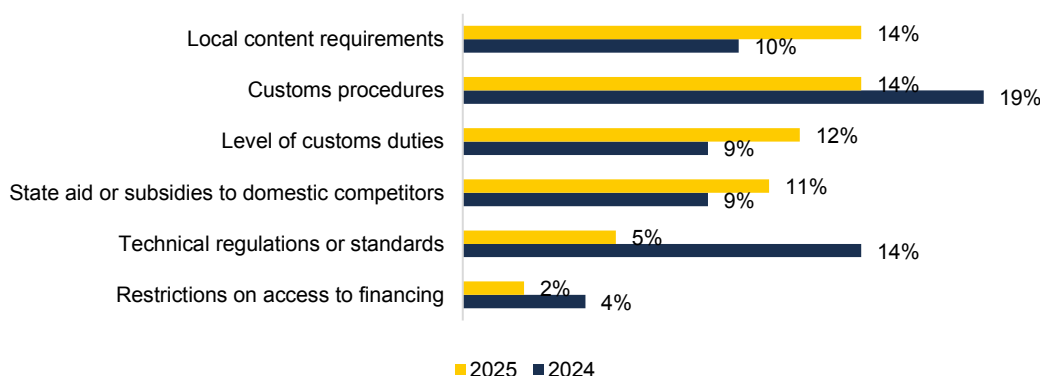 Local content requirements
14%
10%
Customs procedures
14%
19%
Level of customs duties
12%
9%
State aid or subsidies to domestic competitors
11%
9%
Technical regulations or standards
5%
14%
Restrictions on access to financing
2%
4%
2025 2024